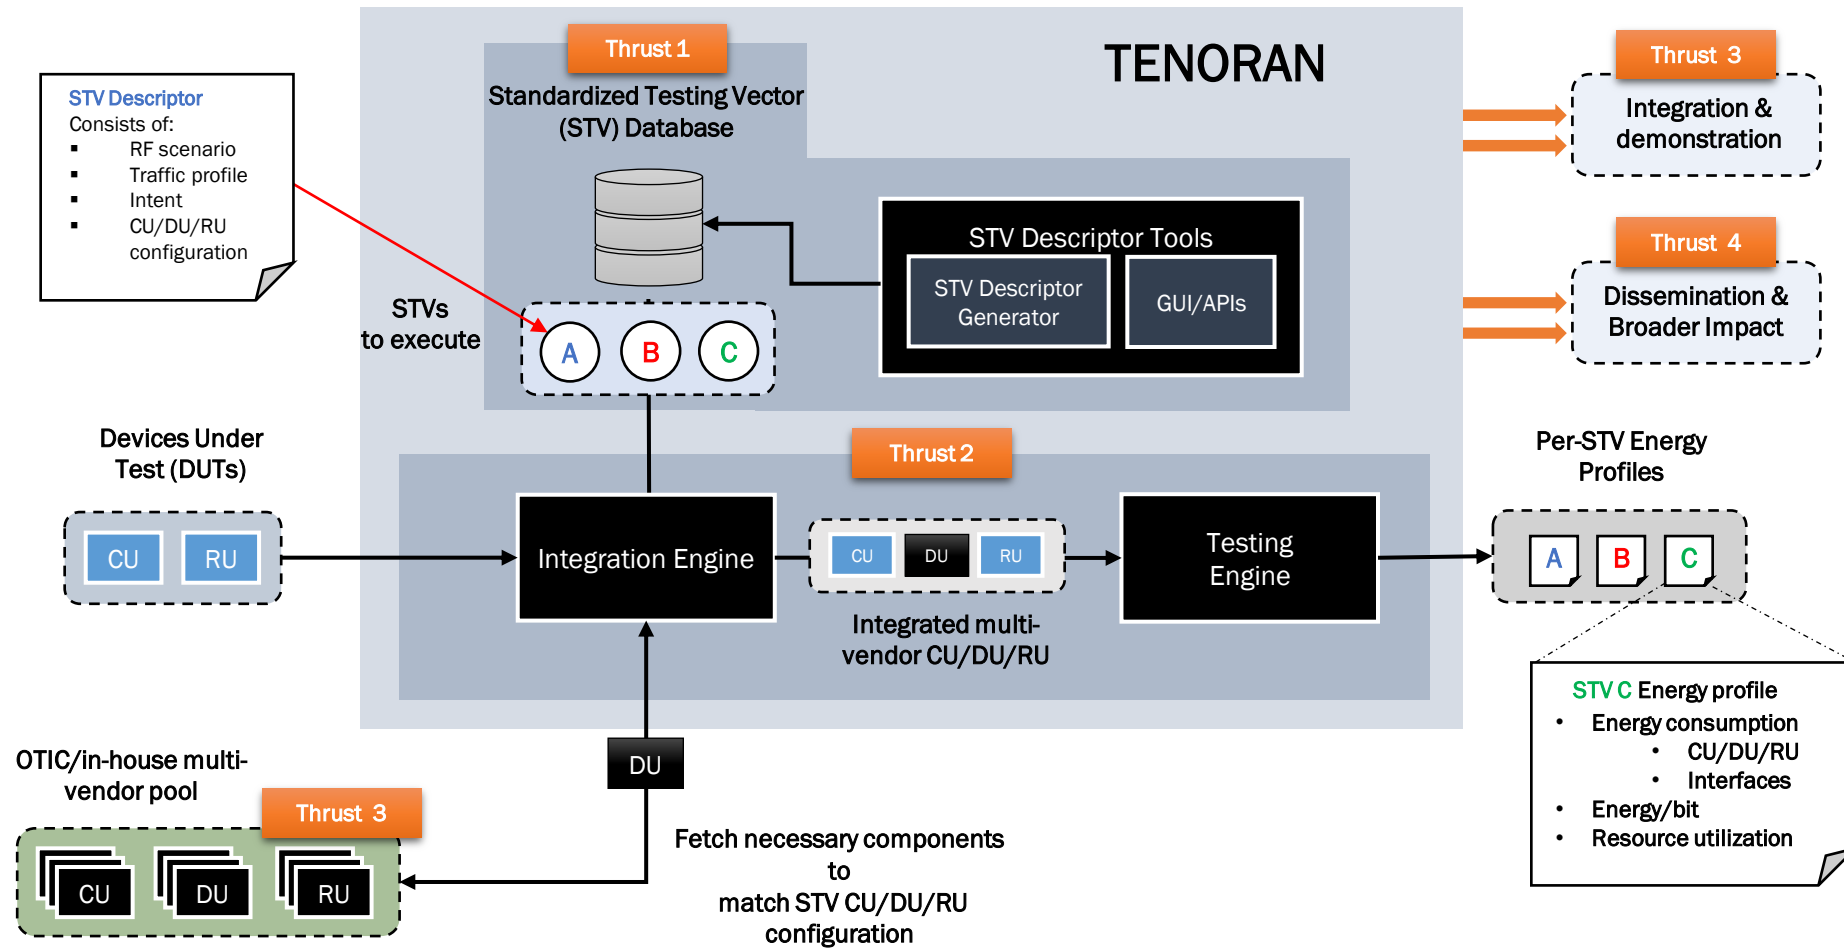 TENORAN
Thrust 1
Standardized Testing Vector
(STV) Database
STV Descriptor
Consists of:
▪ RF scenario
▪ Traffic profile
▪ Intent
▪ CU/DU/RU
configuration
STV Descriptor Tools
STV Descriptor
Generator
GUI/APIs
STVs
to execute
A B C
Thrust 3
Integration &
demonstration
Thrust 4
Dissemination &
Broader Impact
Devices Under
Test (DUTs)
CU RU
Thrust 2
Integration Engine
CU DU RU
Integrated multi-
vendor CU/DU/RU
Testing
Engine
Per-STV Energy
Profiles
A B C
STV C Energy profile
• Energy consumption
• CU/DU/RU
• Interfaces
• Energy/bit
• Resource utilization
DU
OTIC/in-house multi-
vendor pool
Thrust 3
CU DU RU
Fetch necessary components
to
match STV CU/DU/RU
configuration